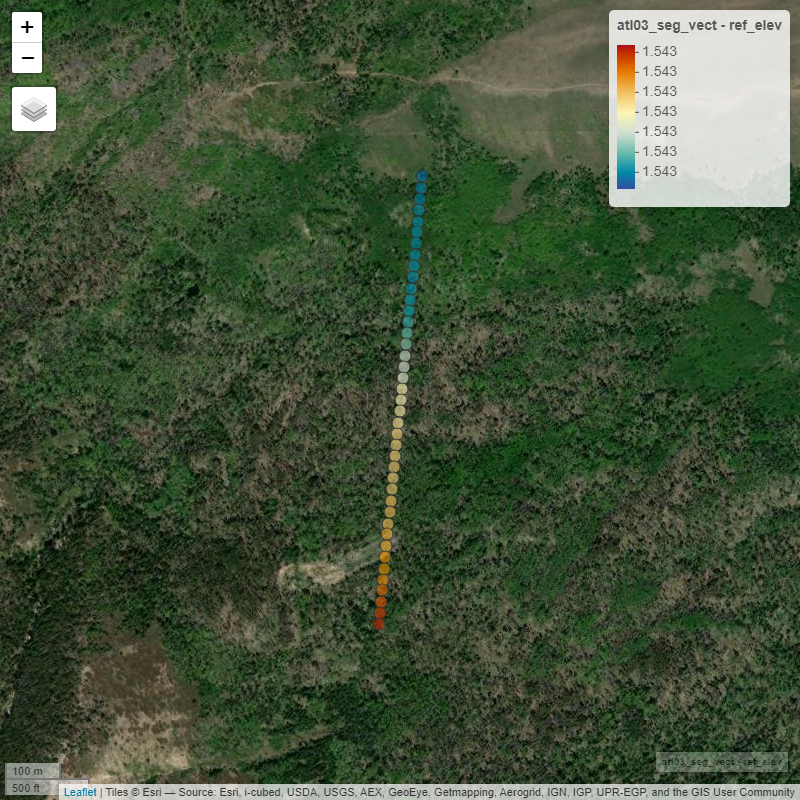 +
−
atl03_seg_vect - ref_elev
1.543
1.543
1.543
1.543
1.543
1.543
1.543
atl03_seg_vect - ref_elev
100 m
500 ft
Leaflet | Tiles © Esri — Source: Esri, i-cubed, USDA, USGS, AEX, GeoEye, Getmapping, Aerogrid, IGN, IGP, UPR-EGP, and the GIS User Community